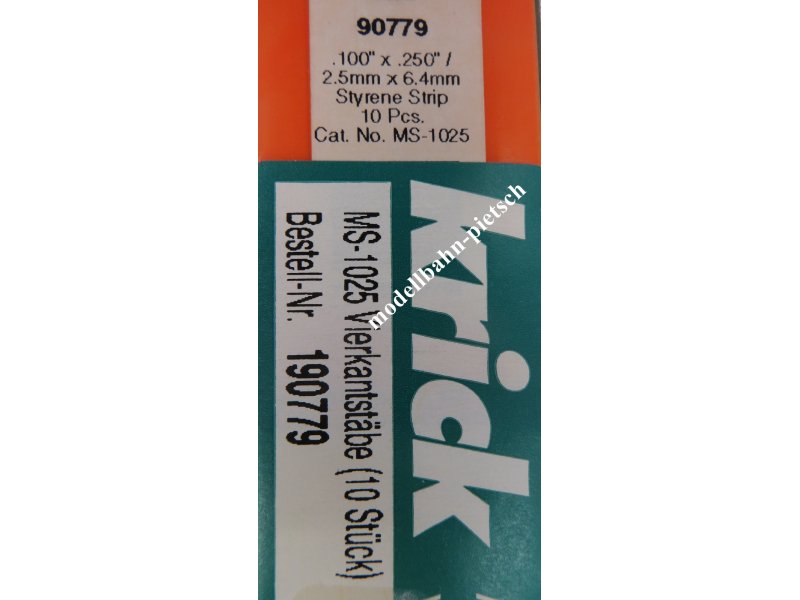 90779
.100" x .250" /
2.5mm x 6.4mm
Styrene Strip
10 Pcs.
Cat. No. MS-1025
krick
MS-1025 Vierkantstäbe (10 Stück)
Bestell-Nr. 190779
modellbahn-pietsch